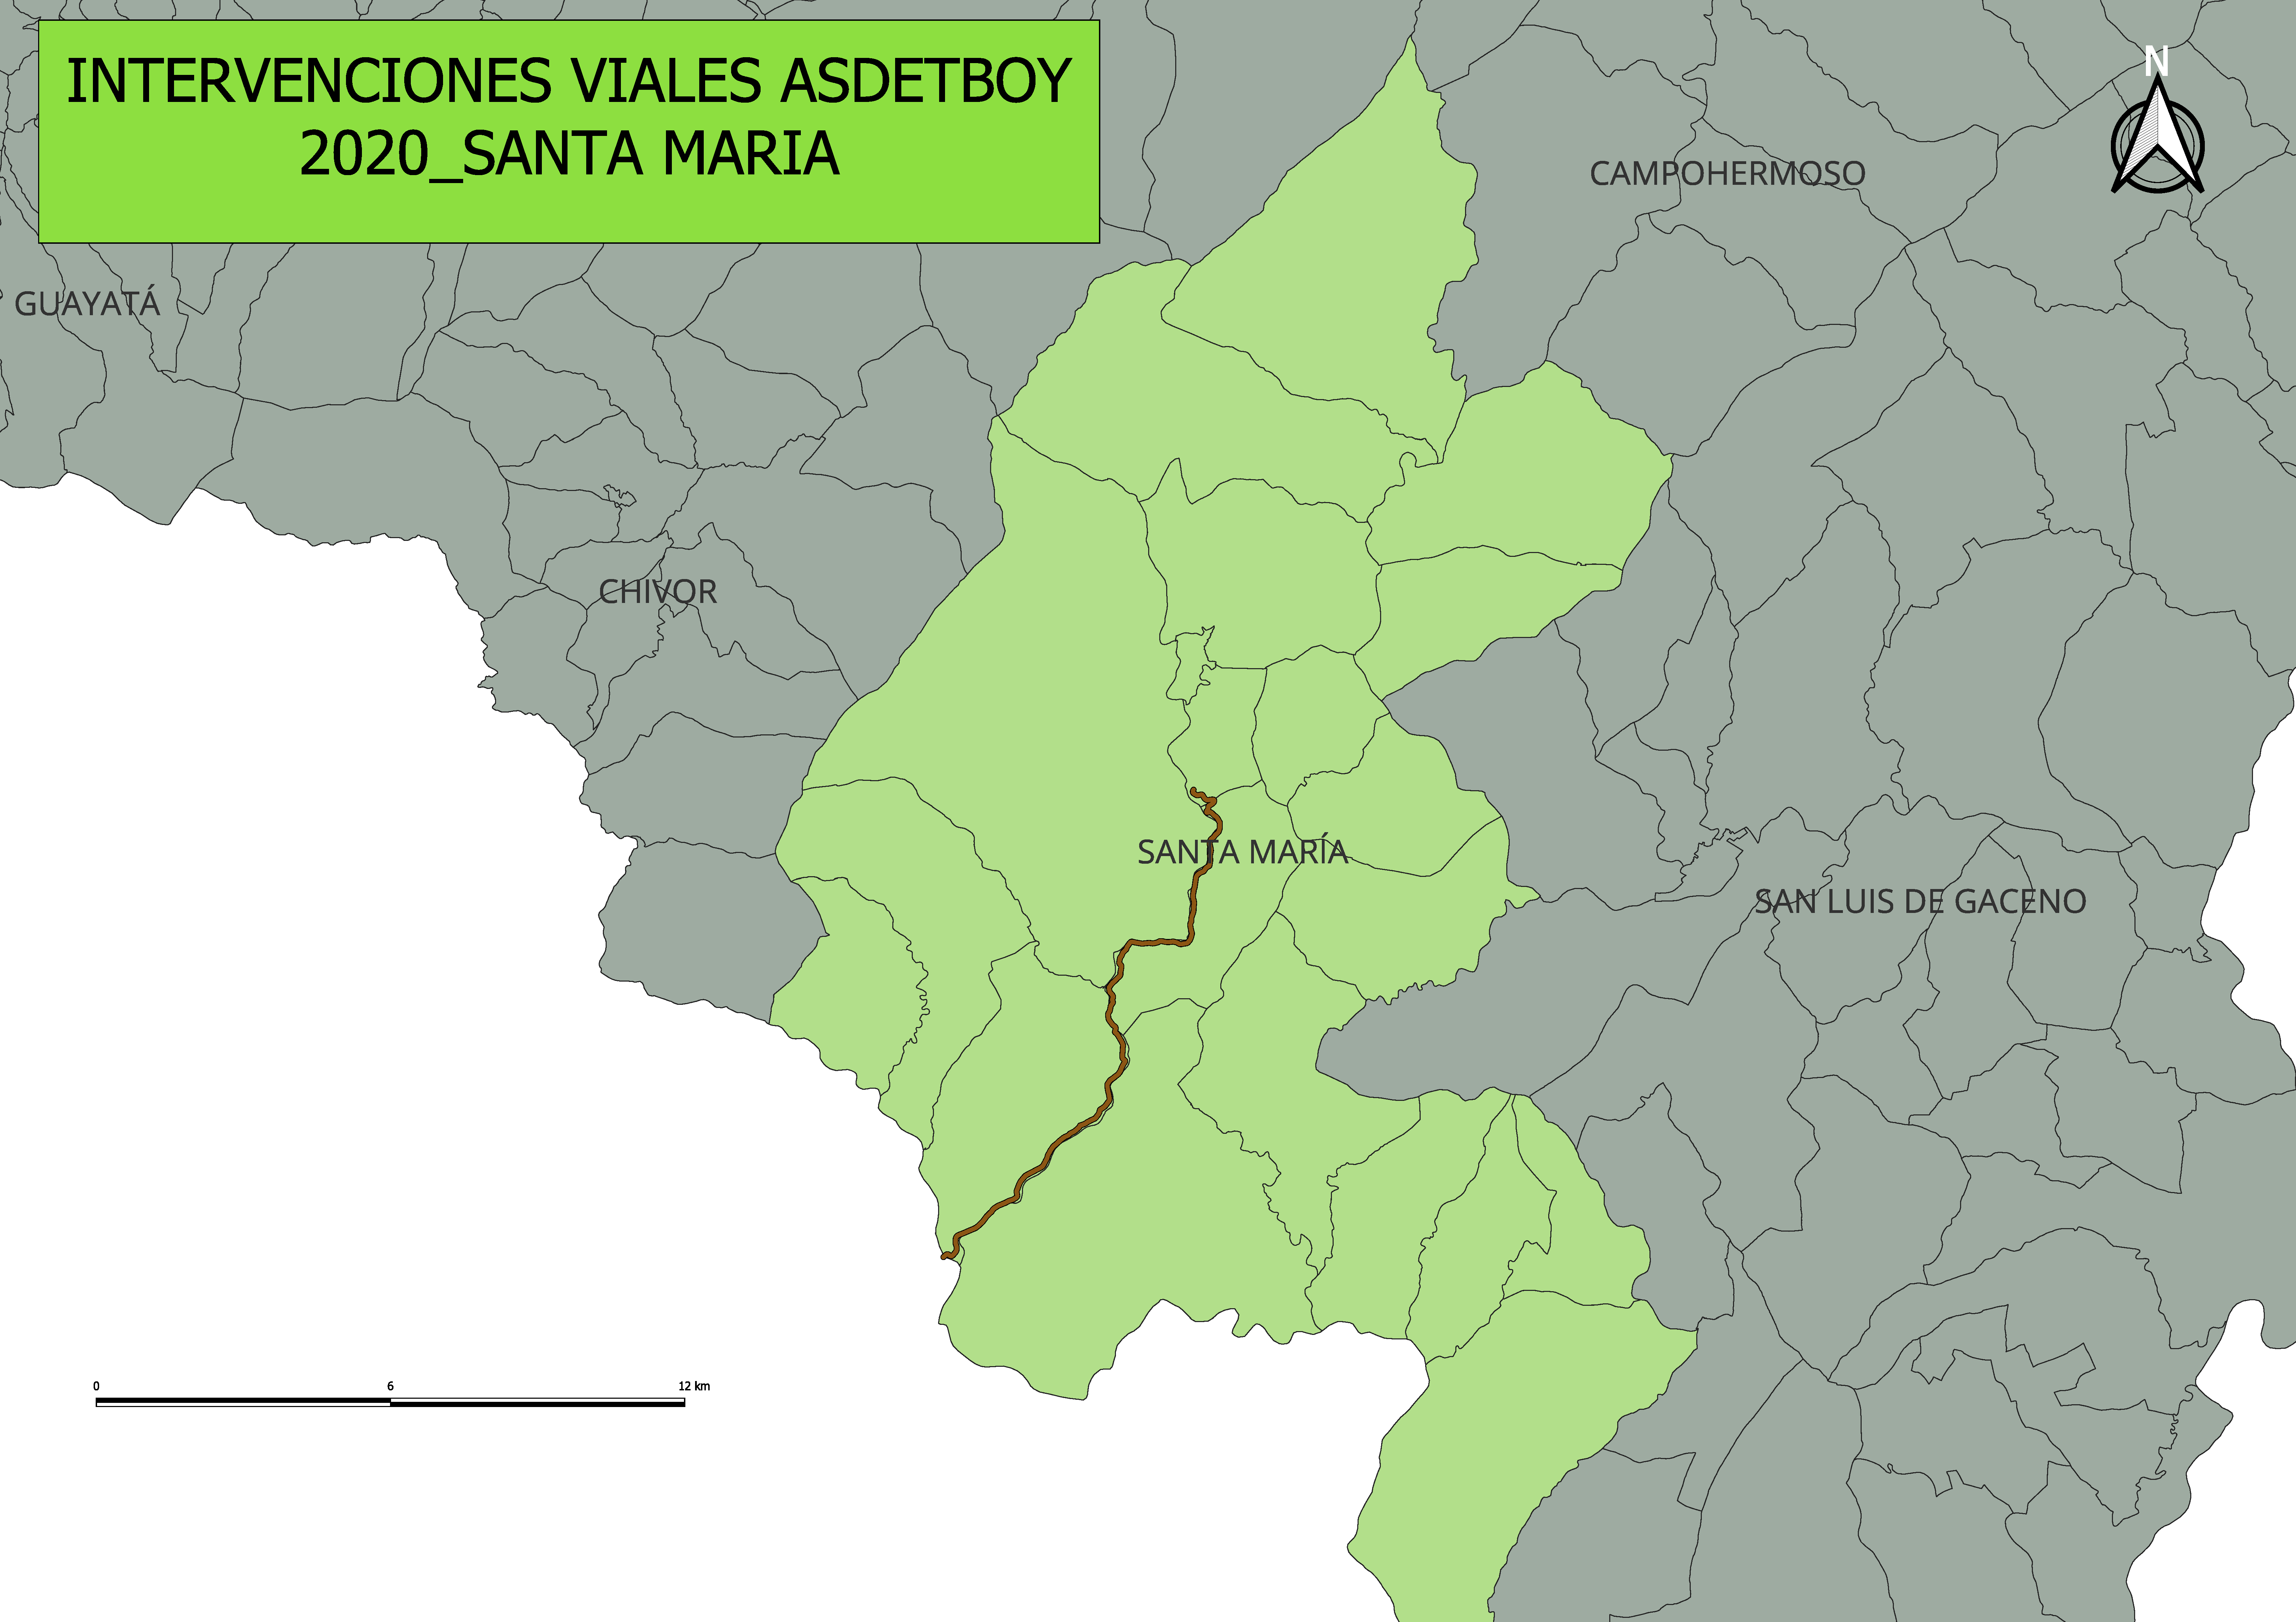 INTERVENCIONES VIALES ASDETBOY
2020_SANTA MARIA
N
CAMPOHERMOSO
GUAYATÁ
CHIVOR
SANTA MARÍA
SAN LUIS DE GACENO
0 6 12 km